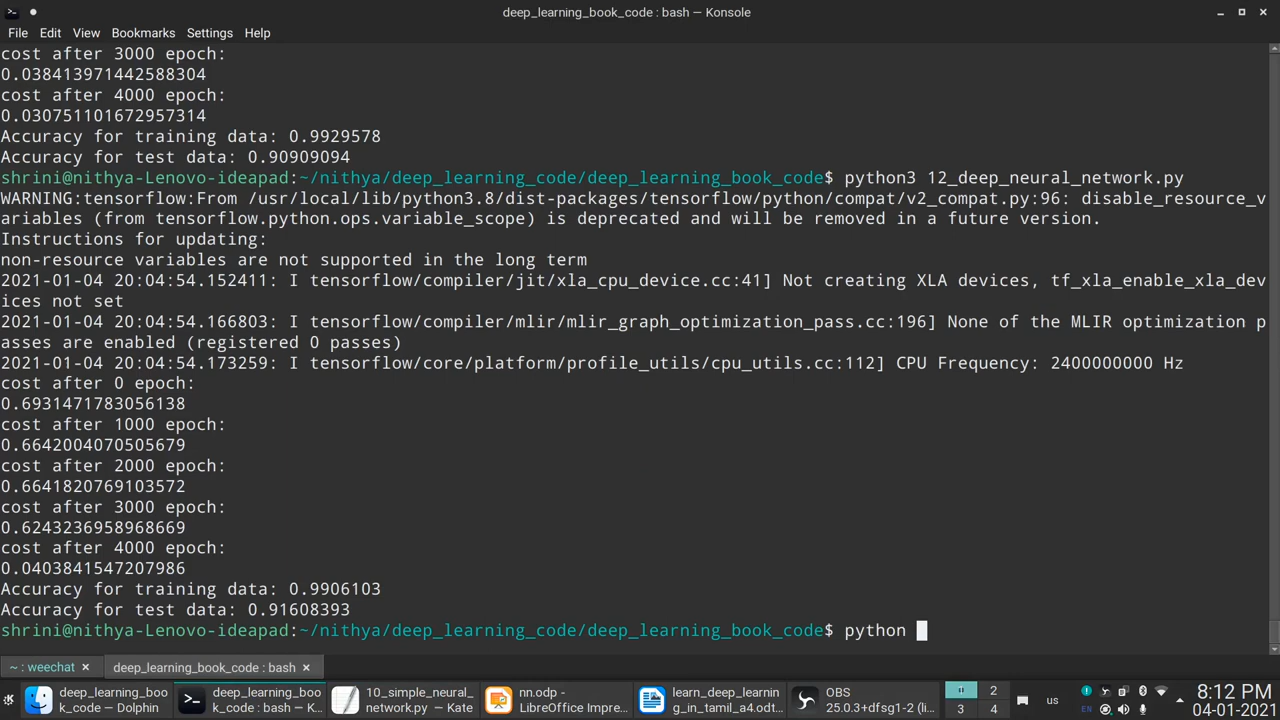 deep_learning_book_code : bash — Konsole
File Edit View Bookmarks Settings Help
cost after 3000 epoch:
0.038413971442588304
cost after 4000 epoch:
0.030751101672957314
Accuracy for training data: 0.9929578
Accuracy for test data: 0.90909094
shrini@nithya-Lenovo-ideapad:~/nithya/deep_learning_code/deep_learning_book_code$ python3 12_deep_neural_network.py
WARNING:tensorflow:From /usr/local/lib/python3.8/dist-packages/tensorflow/python/compat/v2_compat.py:96: disable_resource_v
ariables (from tensorflow.python.ops.variable_scope) is deprecated and will be removed in a future version.
Instructions for updating:
non-resource variables are not supported in the long term
2021-01-04 20:04:54.152411: I tensorflow/compiler/jit/xla_cpu_device.cc:41] Not creating XLA devices, tf_xla_enable_xla_dev
ices not set
2021-01-04 20:04:54.166803: I tensorflow/compiler/mlir/mlir_graph_optimization_pass.cc:196] None of the MLIR optimization p
asses are enabled (registered 0 passes)
2021-01-04 20:04:54.173259: I tensorflow/core/platform/profile_utils/cpu_utils.cc:112] CPU Frequency: 2400000000 Hz
cost after 0 epoch:
0.6931471783056138
cost after 1000 epoch:
0.6642004070505679
cost after 2000 epoch:
0.6641820769103572
cost after 3000 epoch:
0.6243236958968669
cost after 4000 epoch:
0.0403841547207986
Accuracy for training data: 0.9906103
Accuracy for test data: 0.91608393
shrini@nithya-Lenovo-ideapad:~/nithya/deep_learning_code/deep_learning_book_code$ python
~ : weechat
deep_learning_book_code : bash
deep_learning_boo
k_code — Dolphin
deep_learning_boo
k_code : bash — K...
10_simple_neural_
network.py — Kate
nn.odp -
LibreOffice Impre...
learn_deep_learnin
g_in_tamil_a4.odt...
OBS
25.0.3+dfsg1-2 (li...
2
3 4
us
EN
8:12 PM
04-01-2021